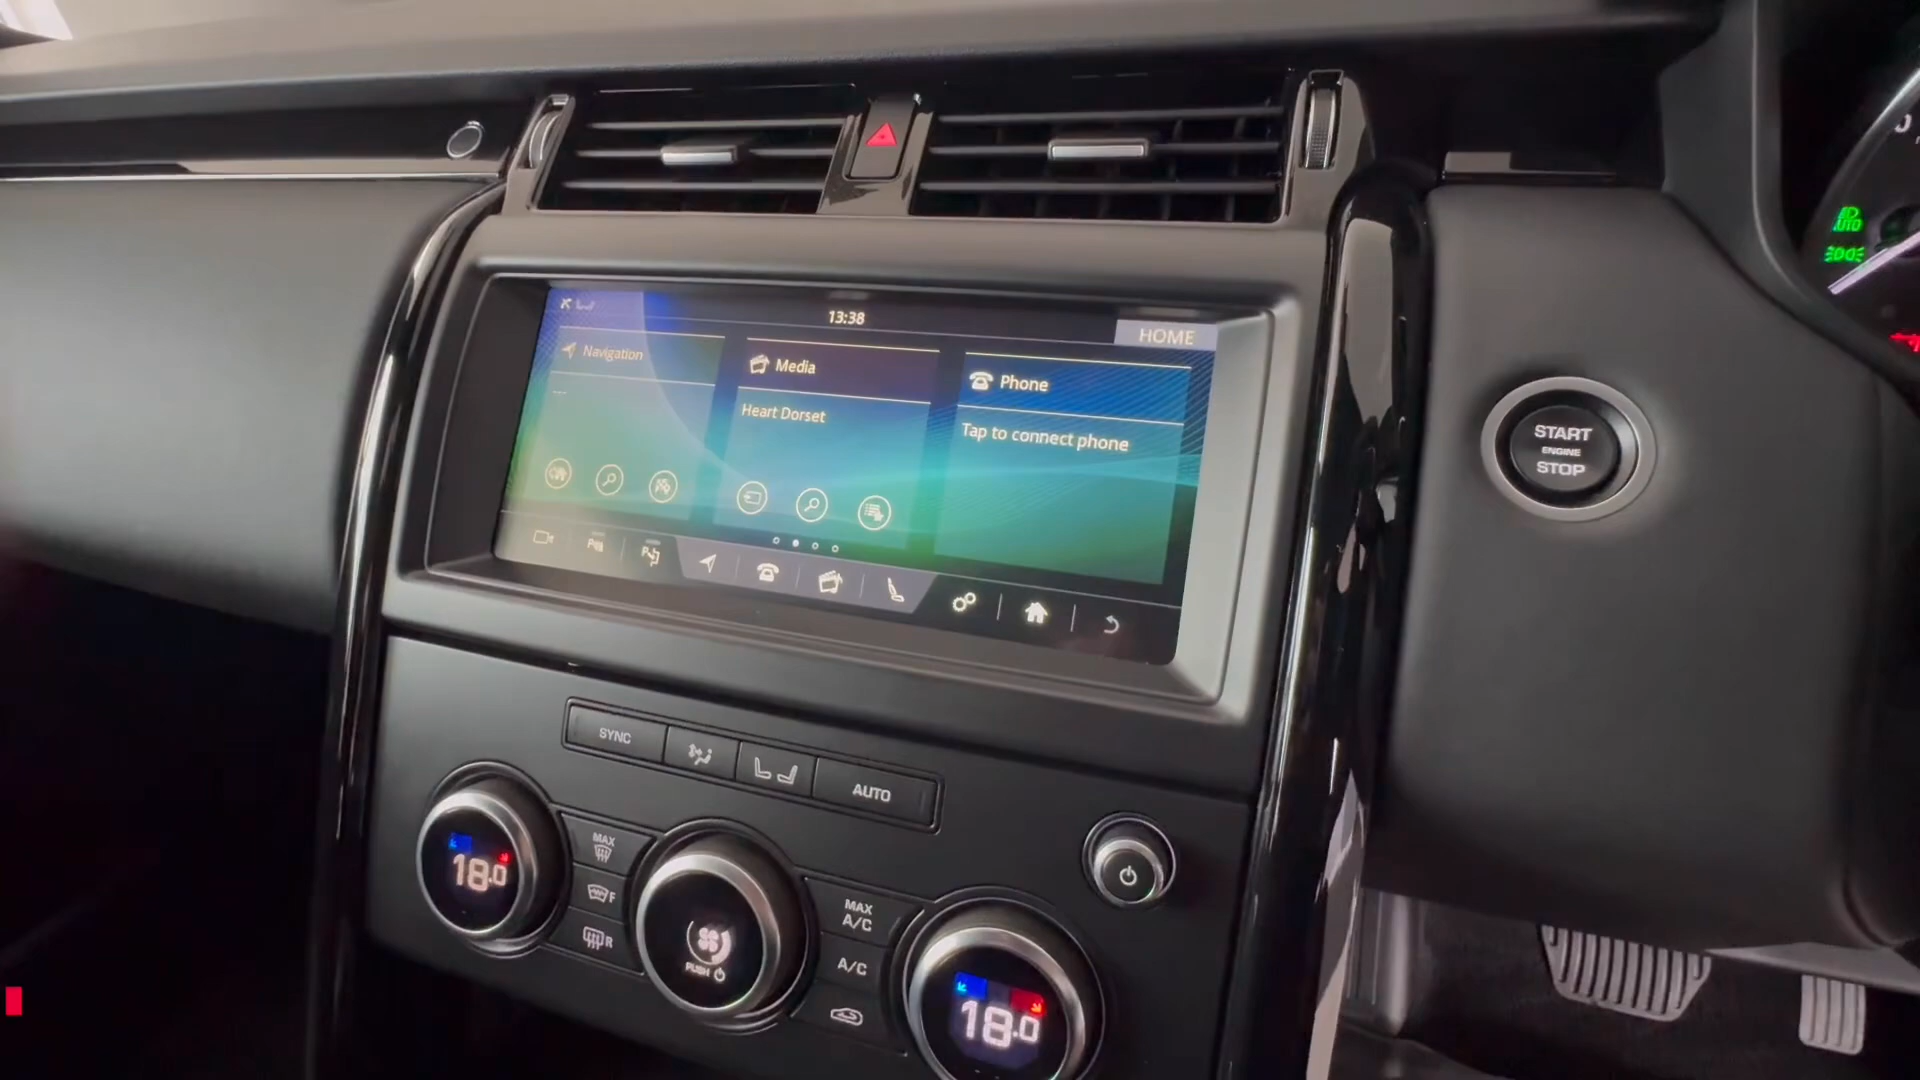 13:38
HOME
Navigation
Media
Phone
Heart Dorset
Tap to connect phone
START
ENGINE
STOP
AUTO
SYNC
AUTO
MAX
F
R
18.0
PUSH
MAX
A/C
A/C
18.0